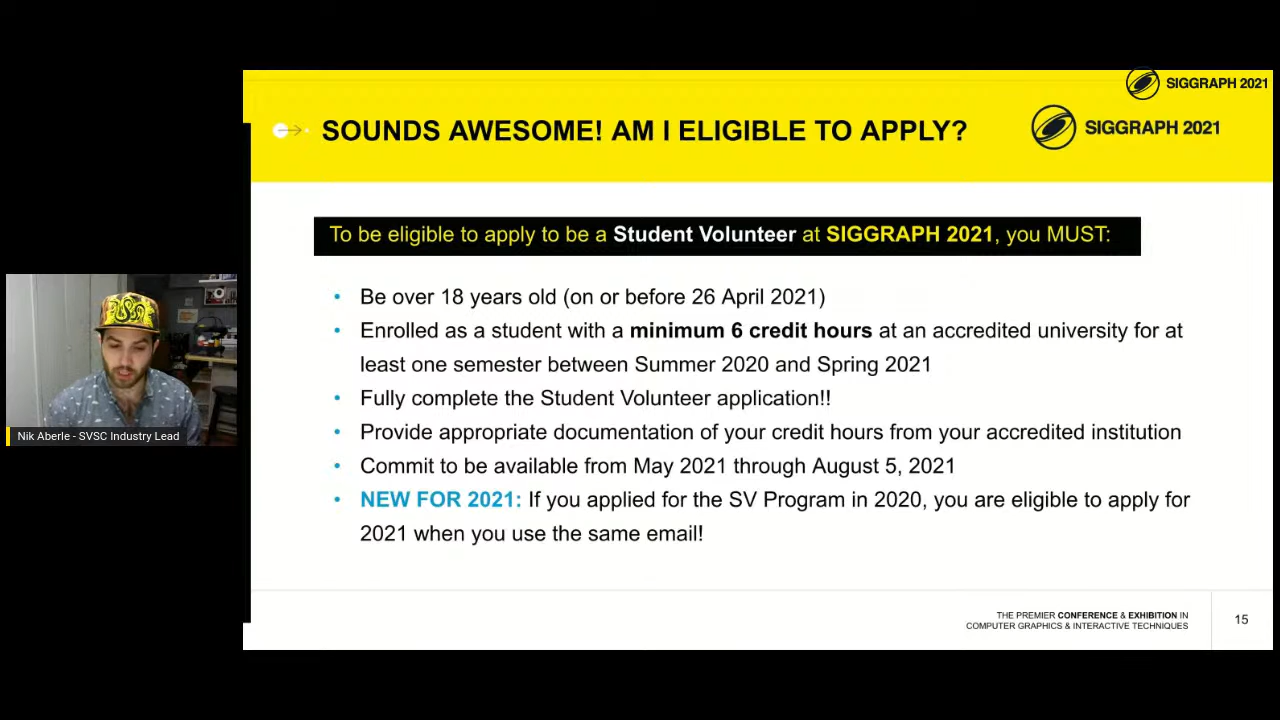 SIGGRAPH 2021
SOUNDS AWESOME! AM I ELIGIBLE TO APPLY?
SIGGRAPH 2021
To be eligible to apply to be a Student Volunteer at SIGGRAPH 2021, you MUST:
• Be over 18 years old (on or before 26 April 2021)
• Enrolled as a student with a minimum 6 credit hours at an accredited university for at
least one semester between Summer 2020 and Spring 2021
• Fully complete the Student Volunteer application!!
• Provide appropriate documentation of your credit hours from your accredited institution
• Commit to be available from May 2021 through August 5, 2021
• NEW FOR 2021: If you applied for the SV Program in 2020, you are eligible to apply for
2021 when you use the same email!
Nik Aberle - SVSC Industry Lead
THE PREMIER CONFERENCE & EXHIBITION IN
COMPUTER GRAPHICS & INTERACTIVE TECHNIQUES
15